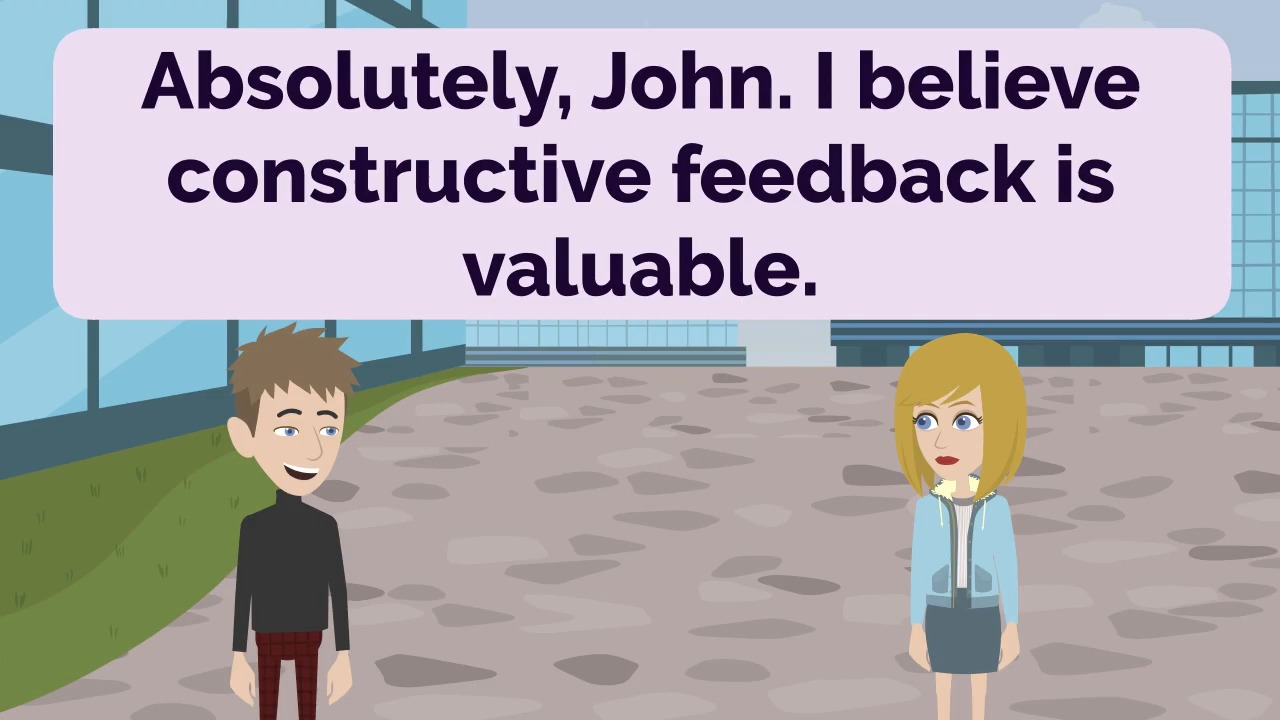 Absolutely, John. I believe
constructive feedback is
valuable.